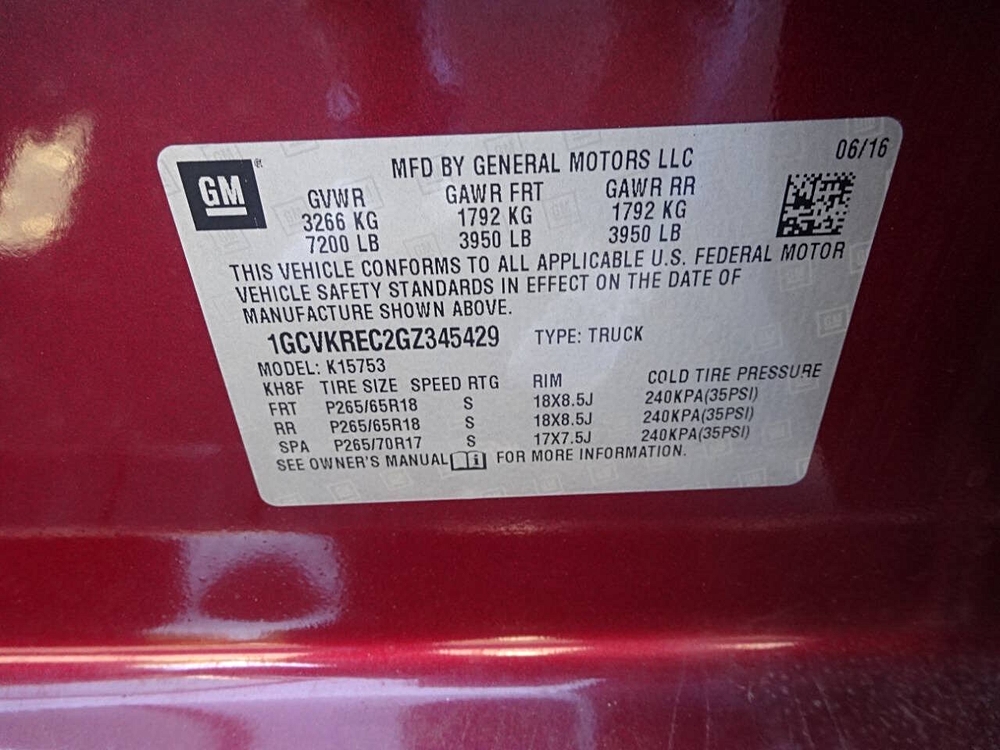 GM
MFD BY GENERAL MOTORS LLC 06/16
GVWR GAWR FRT GAWR RR
3266 KG 1792 KG 1792 KG
7200 LB 3950 LB 3950 LB
THIS VEHICLE CONFORMS TO ALL APPLICABLE U.S. FEDERAL MOTOR
VEHICLE SAFETY STANDARDS IN EFFECT ON THE DATE OF
MANUFACTURE SHOWN ABOVE.
1GCVKREC2GZ345429 TYPE: TRUCK
MODEL: K15753
KH8F TIRE SIZE SPEED RTG RIM COLD TIRE PRESSURE
FRT P265/65R18 S 18X8.5J 240KPA(35PSI)
RR P265/65R18 S 18X8.5J 240KPA(35PSI)
SPA P265/70R17 S 17X7.5J 240KPA(35PSI)
SEE OWNER'S MANUAL FOR MORE INFORMATION.